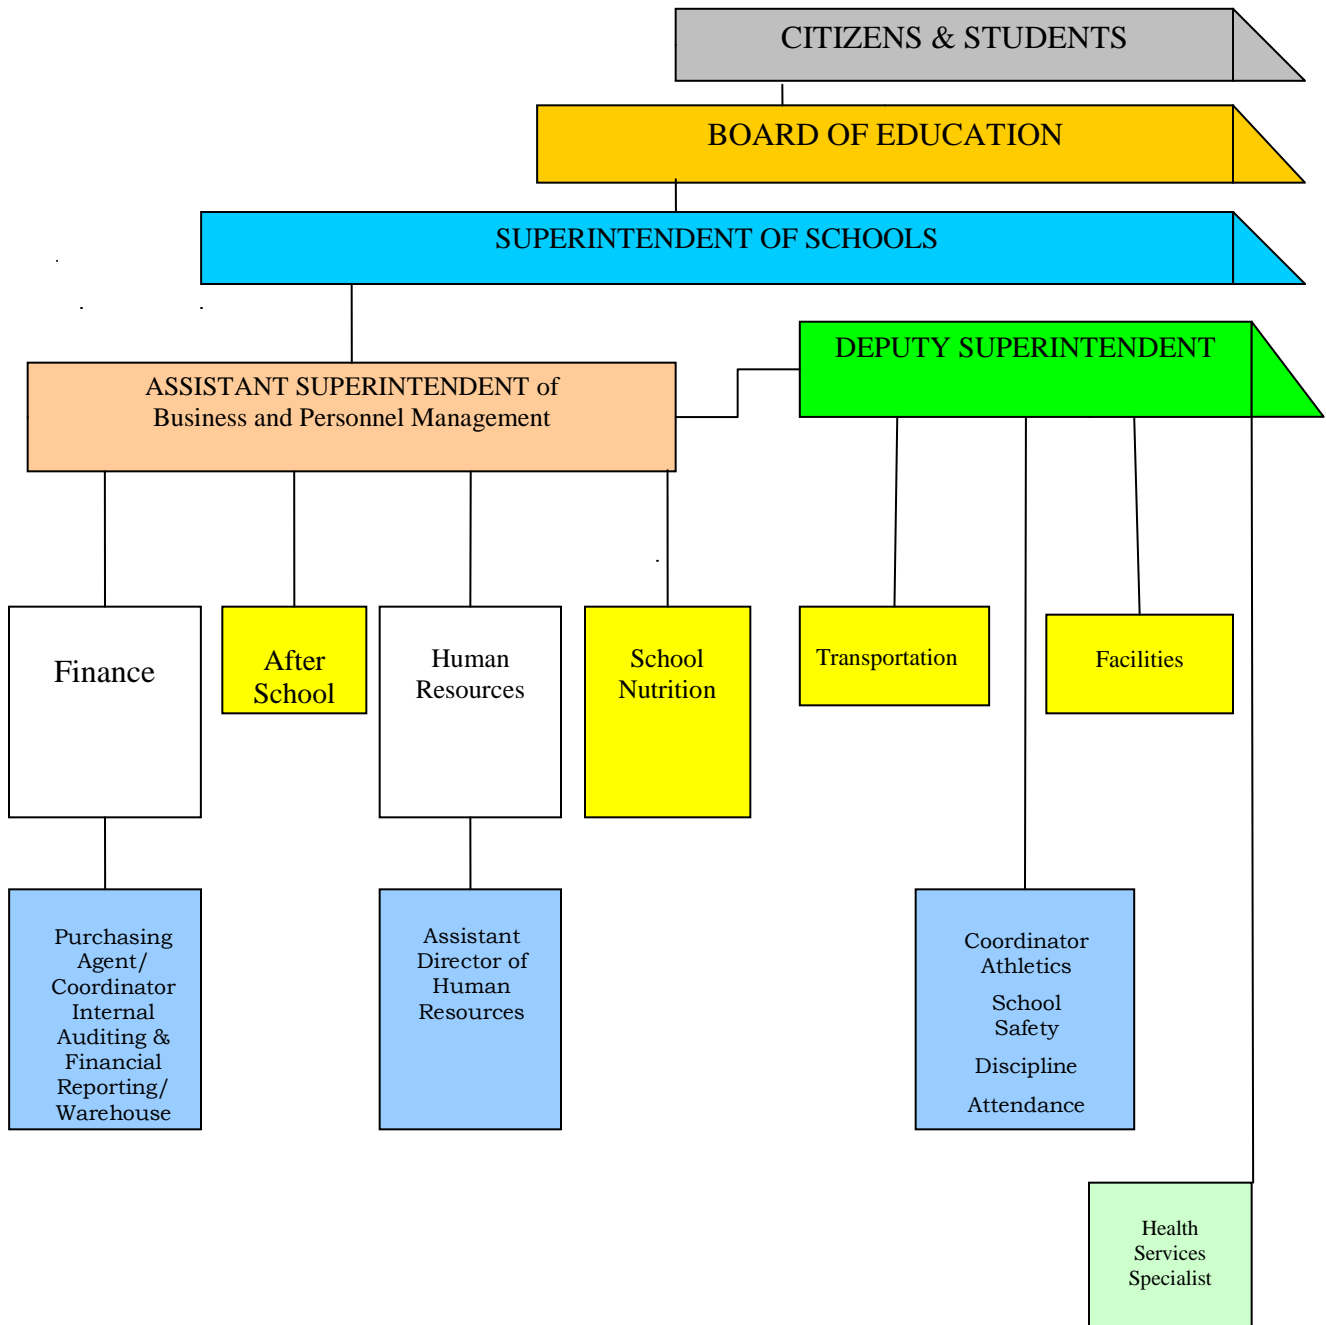 CITIZENS & STUDENTS
BOARD OF EDUCATION
SUPERINTENDENT OF SCHOOLS
DEPUTY SUPERINTENDENT
ASSISTANT SUPERINTENDENT of
Business and Personnel Management
Finance
After
School
Human
Resources
School
Nutrition
Transportation
Facilities
Purchasing
Agent/
Coordinator
Internal
Auditing &
Financial
Reporting/
Warehouse
Assistant
Director of
Human
Resources
Coordinator
Athletics
School
Safety
Discipline
Attendance
Health
Services
Specialist